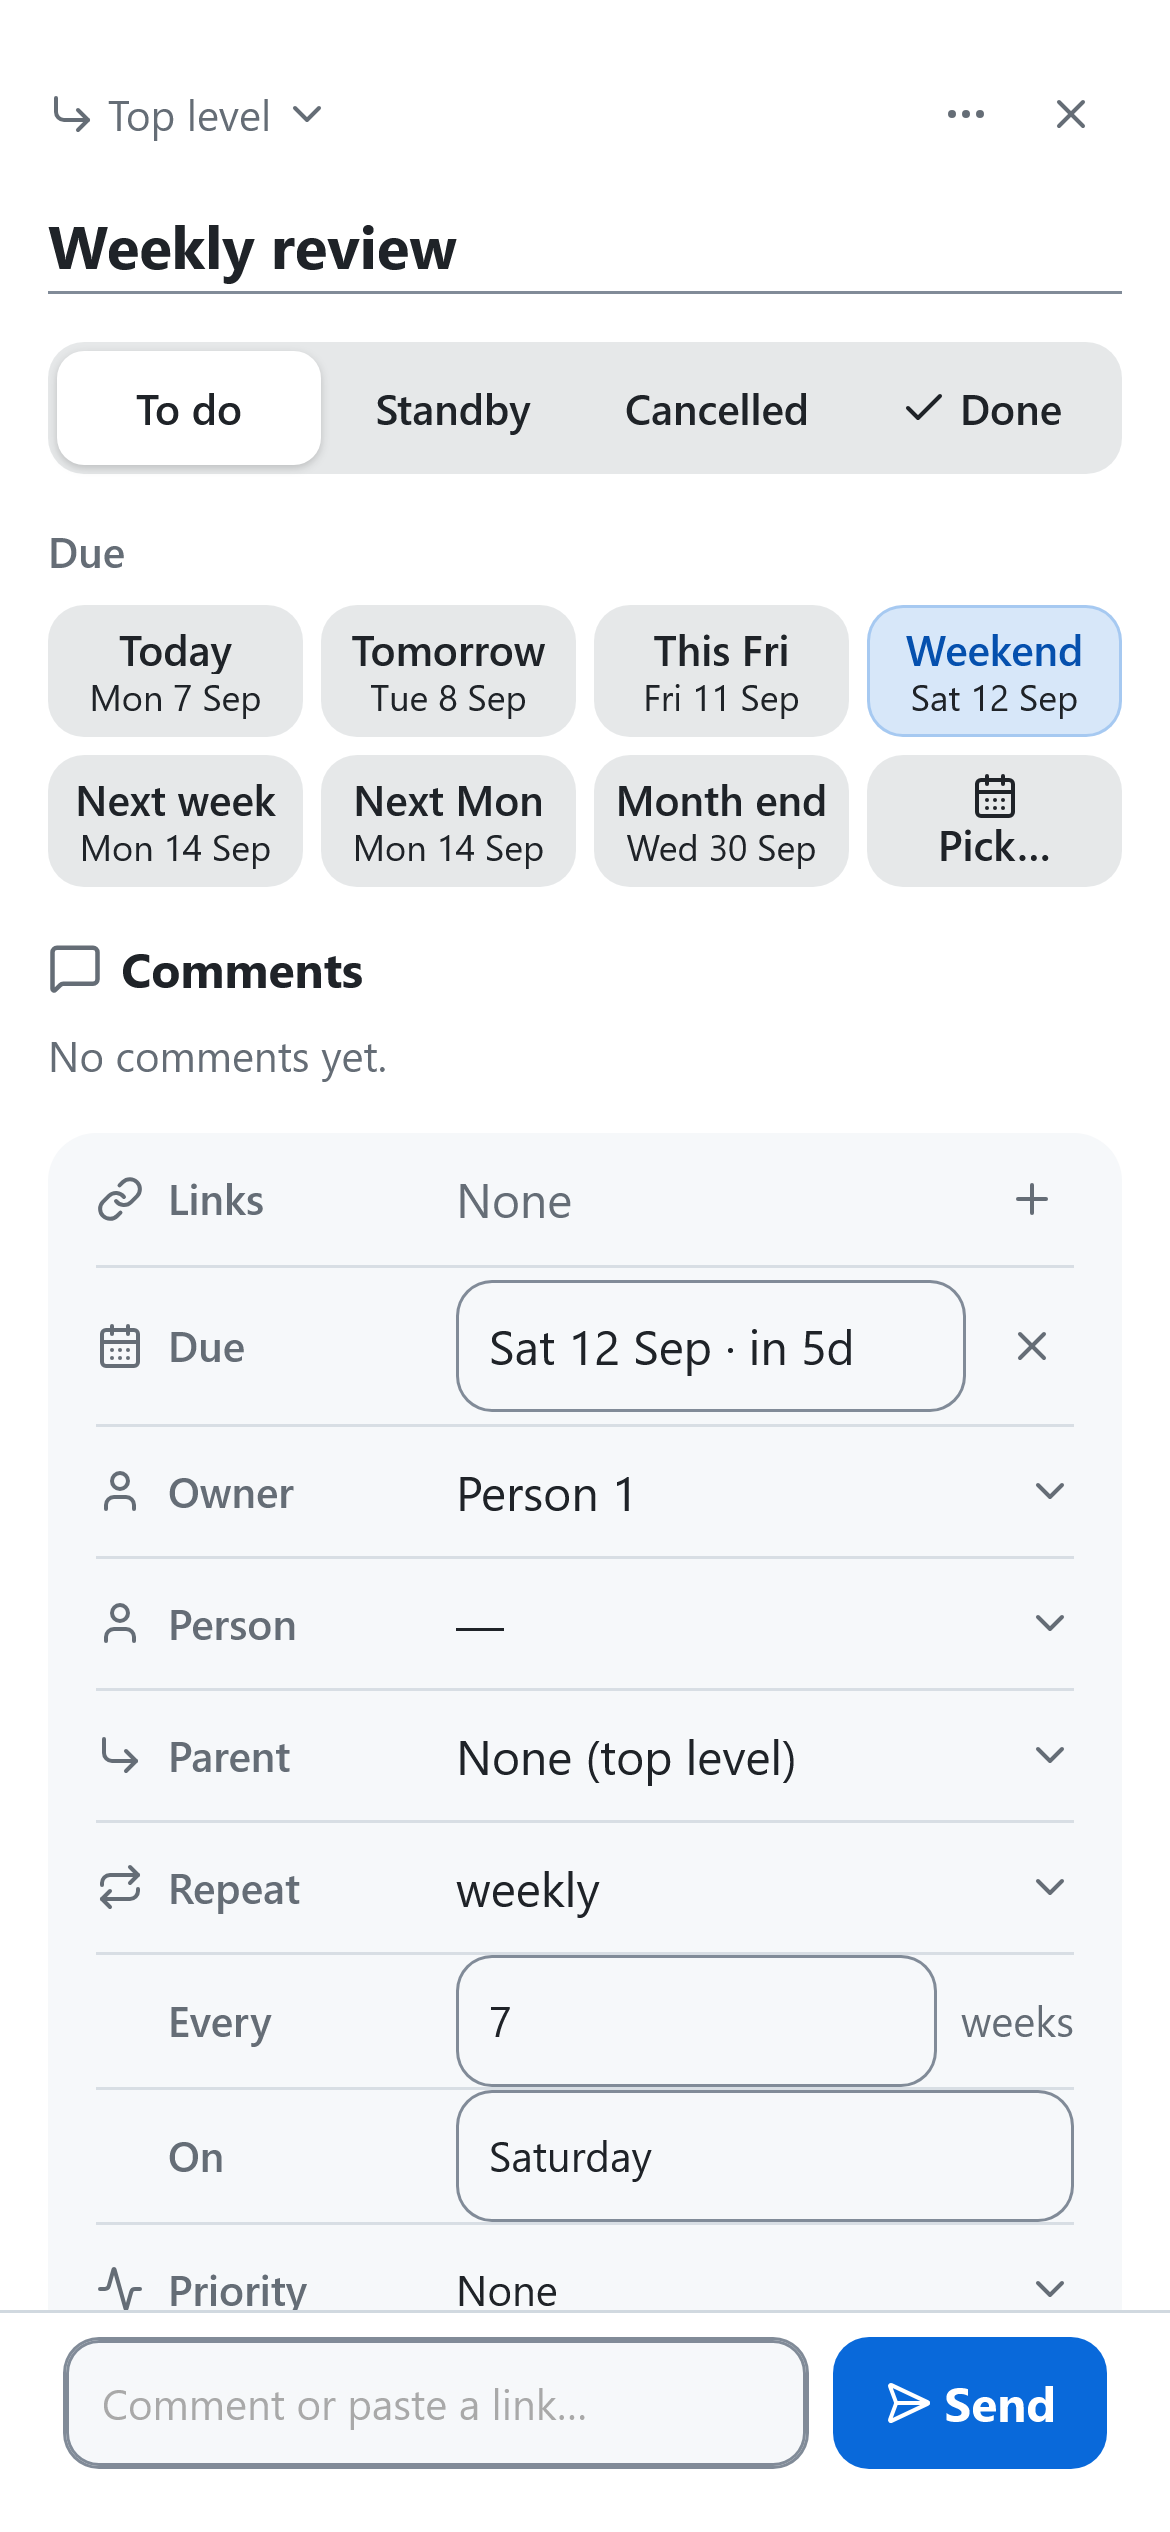 Top level
Weekly review
To do
Standby
Cancelled
Done
Due
Today
Mon 7 Sep
Tomorrow
Tue 8 Sep
This Fri
Fri 11 Sep
Weekend
Sat 12 Sep
Next week
Mon 14 Sep
Next Mon
Mon 14 Sep
Month end
Wed 30 Sep
Pick...
Comments
No comments yet.
Links None
Due Sat 12 Sep · in 5d
Owner Person 1
Person —
Parent None (top level)
Repeat weekly
Every 7 weeks
On Saturday
Priority None
Comment or paste a link...
Send